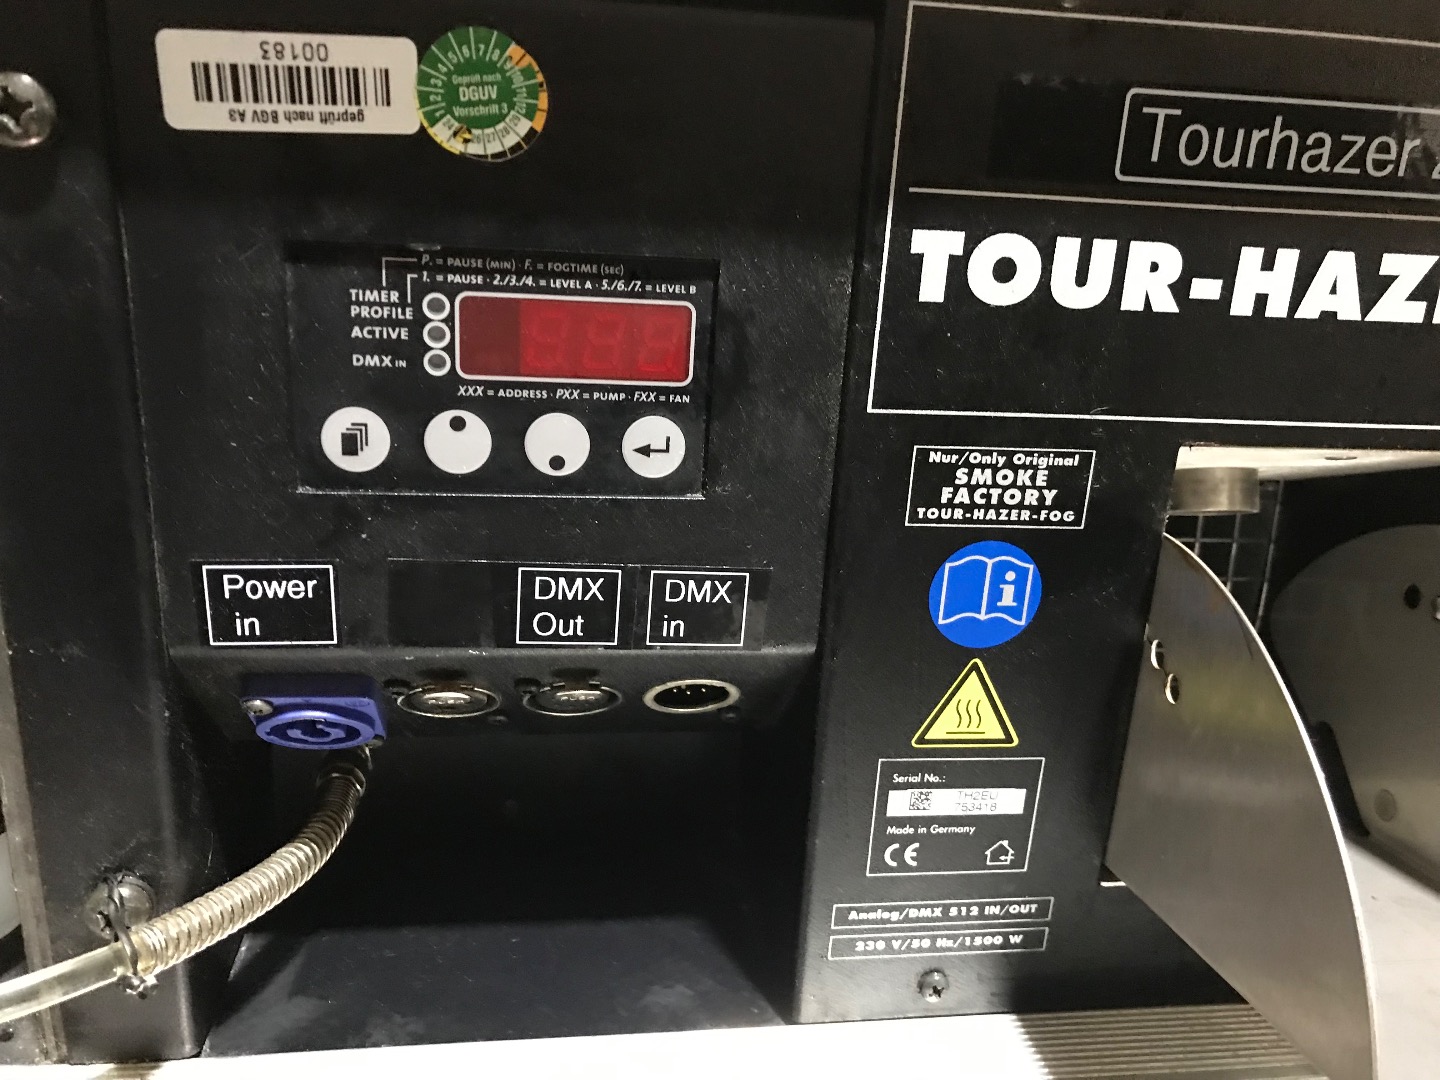 geprüft nach BGV A3
00183
Geprüft nach
DGUV
Vorschrift 3
Tourhazer
TOUR-HAZE
P. = PAUSE (MIN) · F. = FOGTIME (SEC)
1. = PAUSE · 2./3./4. = LEVEL A · 5./6./7. = LEVEL B
TIMER
PROFILE
ACTIVE
DMX IN
XXX = ADDRESS · PXX = PUMP · FXX = FAN
Nur/Only Original
SMOKE
FACTORY
TOUR-HAZER-FOG
Power
in
DMX
Out
DMX
in
PUSH
PUSH
Serial No.:
TH2EU
753418
Made in Germany
CE
Analog/DMX 512 IN/OUT
230 V/50 Hz/1500 W